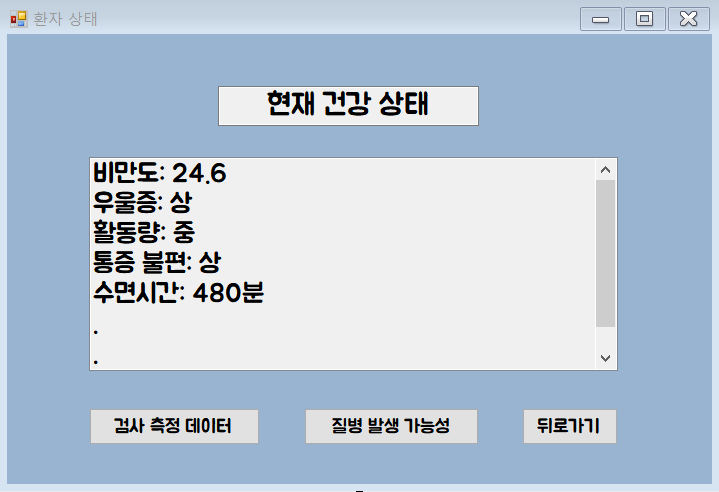 환자 상태
현재 건강 상태
비만도: 24.6
우울증: 상
활동량: 중
통증 불편: 상
수면시간: 480분
.
.
검사 측정 데이터
질병 발생 가능성
뒤로가기